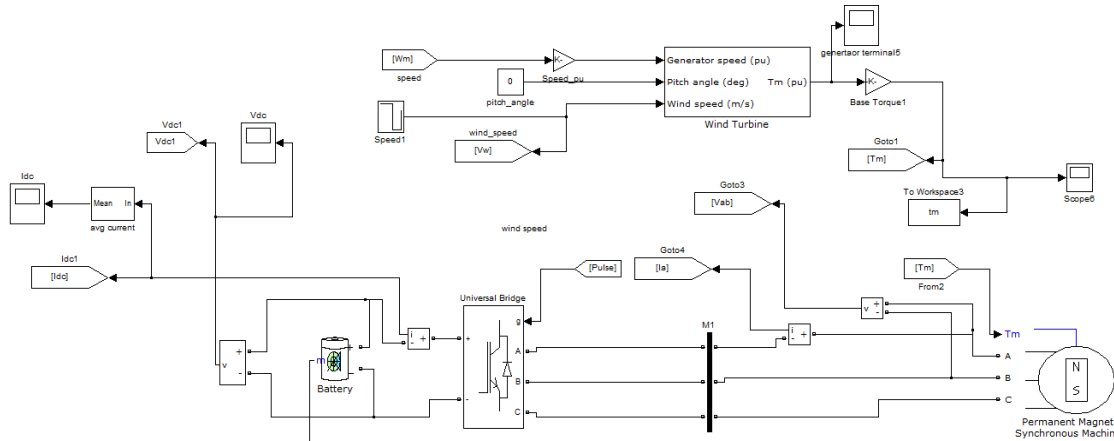 genertaor terminal5
[Wm]
speed
K-
Speed_pu
Generator speed (pu)
0
pitch_angle
Pitch angle (deg)
Tm (pu)
K-
Base Torque1
Wind speed (m/s)
Wind Turbine
Speed1
wind_speed
[Vw]
Vdc1
Vdc1
Vdc
Goto1
[Tm]
Idc
Mean
In
avg current
To Workspace3
tm
Scope6
Goto3
[Vab]
wind speed
Idc1
[Idc]
[Pulse]
Goto4
[Ia]
[Tm]
From2
Universal Bridge
g
M1
v
+
-
i
+
-
+
i
+
-
+
Tm
A
B
C
N
S
A
B
C
+
-
v
+
-
m
+
-
Battery
Permanent Magnet
Synchronous Machin